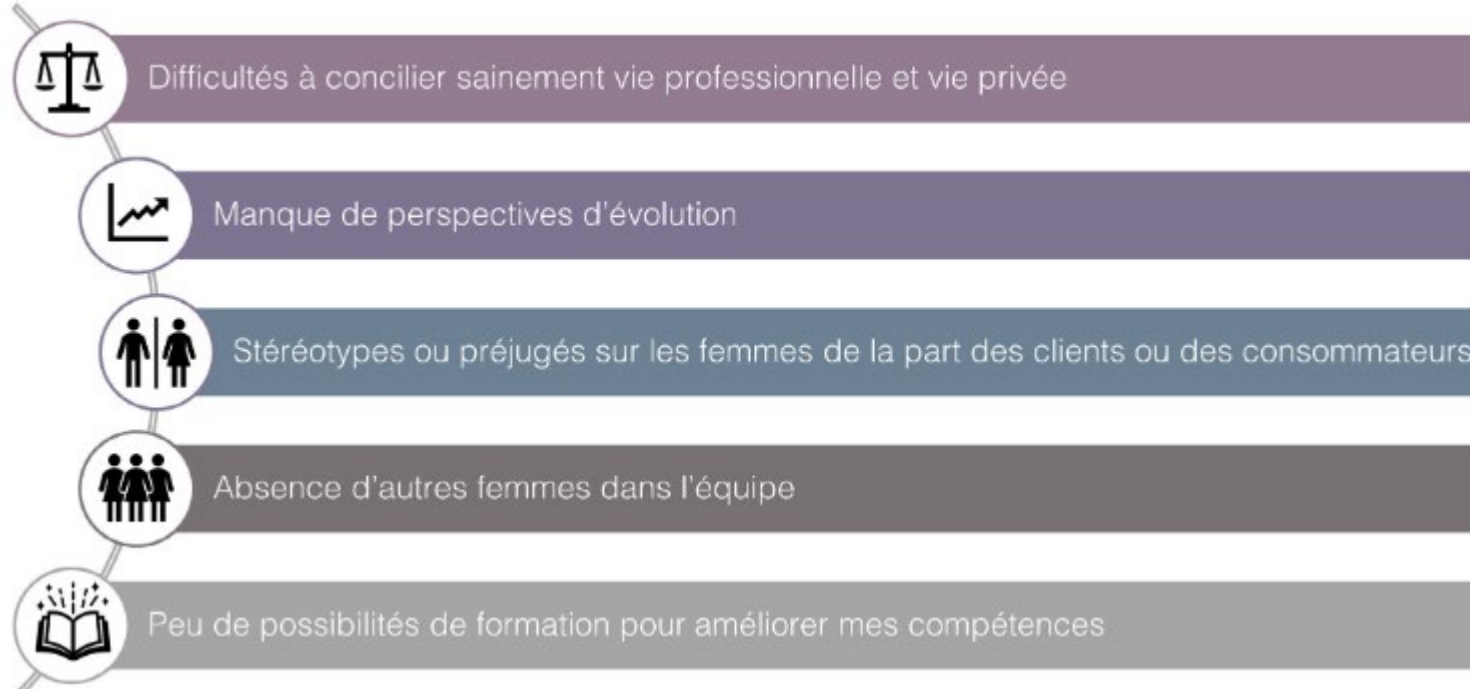 Difficultés à concilier sainement vie professionnelle et vie privée
Manque de perspectives d'évolution
Stéréotypes ou préjugés sur les femmes de la part des clients ou des consommateurs
Absence d'autres femmes dans l'équipe
Peu de possibilités de formation pour améliorer mes compétences